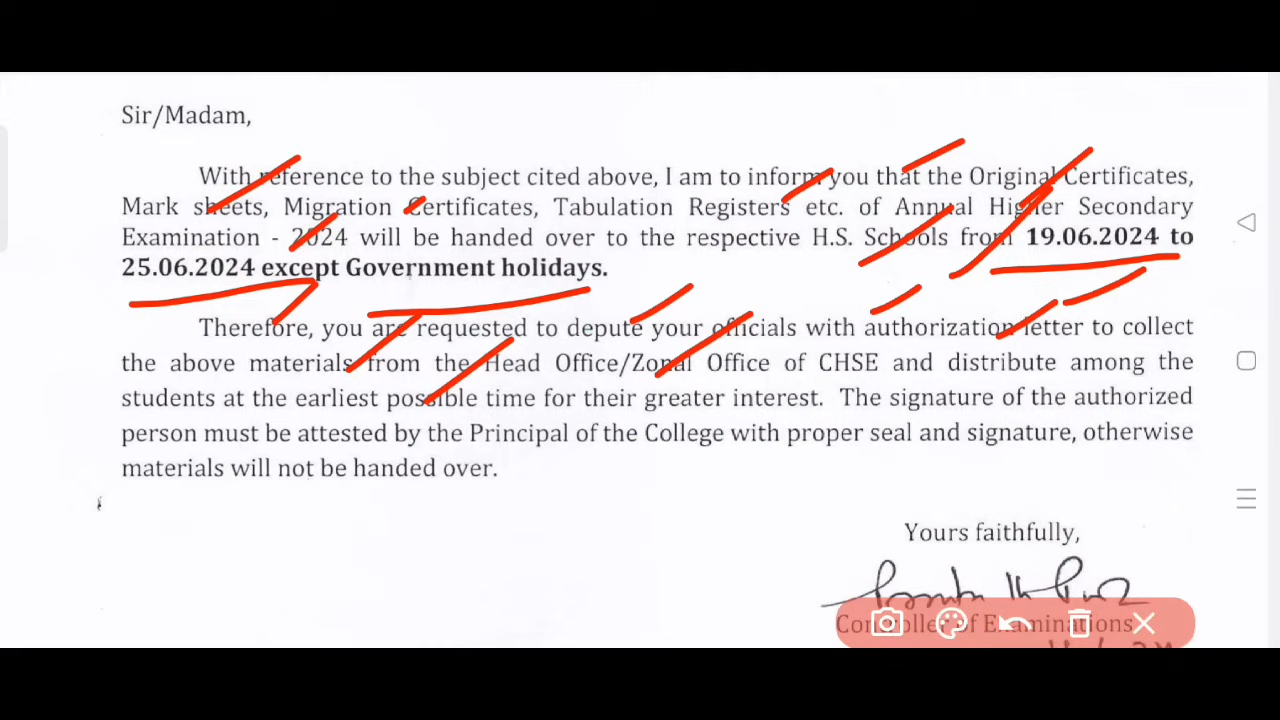 Sir/Madam,
With reference to the subject cited above, I am to inform you that the Original Certificates,
Mark sheets, Migration Certificates, Tabulation Registers etc. of Annual Higher Secondary
Examination - 2024 will be handed over to the respective H.S. Schools from 19.06.2024 to
25.06.2024 except Government holidays.
Therefore, you are requested to depute your officials with authorization letter to collect
the above materials from the Head Office/Zonal Office of CHSE and distribute among the
students at the earliest possible time for their greater interest. The signature of the authorized
person must be attested by the Principal of the College with proper seal and signature, otherwise
materials will not be handed over.
Yours faithfully,
Controller of Examinations